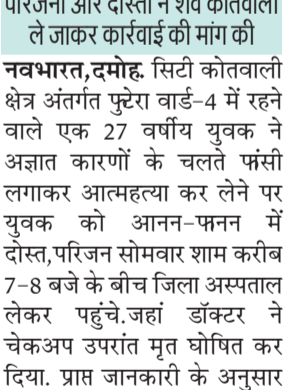 परिजनों और दोस्तों ने शव कोतवाली
ले जाकर कार्रवाई की मांग की
नवभारत,दमोह. सिटी कोतवाली
क्षेत्र अंतर्गत फुटेरा वार्ड-4 में रहने
वाले एक 27 वर्षीय युवक ने
अज्ञात कारणों के चलते फांसी
लगाकर आत्महत्या कर लेने पर
युवक को आनन-फानन में
दोस्त,परिजन सोमवार शाम करीब
7-8 बजे के बीच जिला अस्पताल
लेकर पहुंचे.जहां डॉक्टर ने
चेकअप उपरांत मृत घोषित कर
दिया. प्राप्त जानकारी के अनुसार